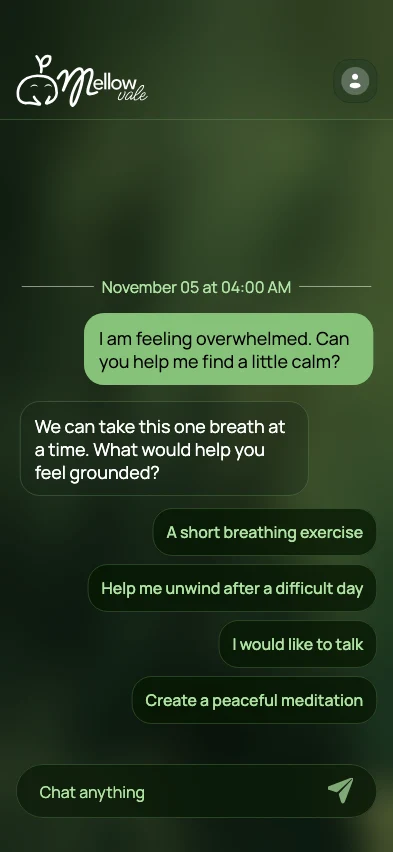 Mellow
vale
November 05 at 04:00 AM
I am feeling overwhelmed. Can
you help me find a little calm?
We can take this one breath at
a time. What would help you
feel grounded?
A short breathing exercise
Help me unwind after a difficult day
I would like to talk
Create a peaceful meditation
Chat anything